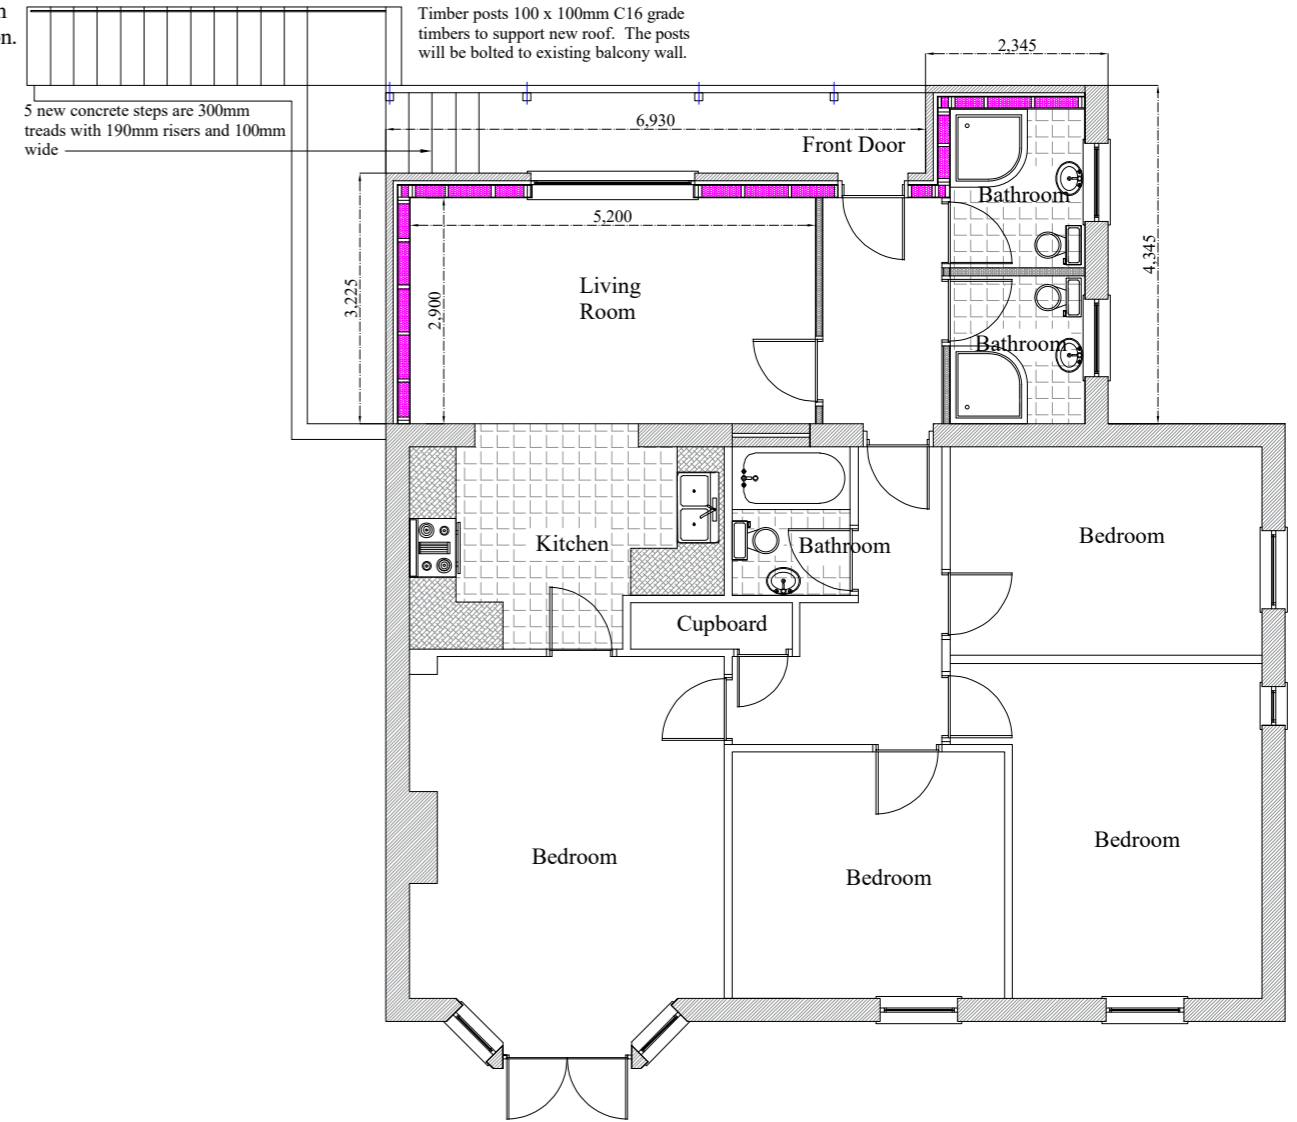 n
on.
Timber posts 100 x 100mm C16 grade
timbers to support new roof. The posts
will be bolted to existing balcony wall.
2,345
5 new concrete steps are 300mm
treads with 190mm risers and 100mm
wide
6,930
Front Door
Bathroom
5,200
4,345
3,225
2,900
Living
Room
Bathroom
Kitchen
Bathroom
Bedroom
Cupboard
Bedroom
Bedroom
Bedroom